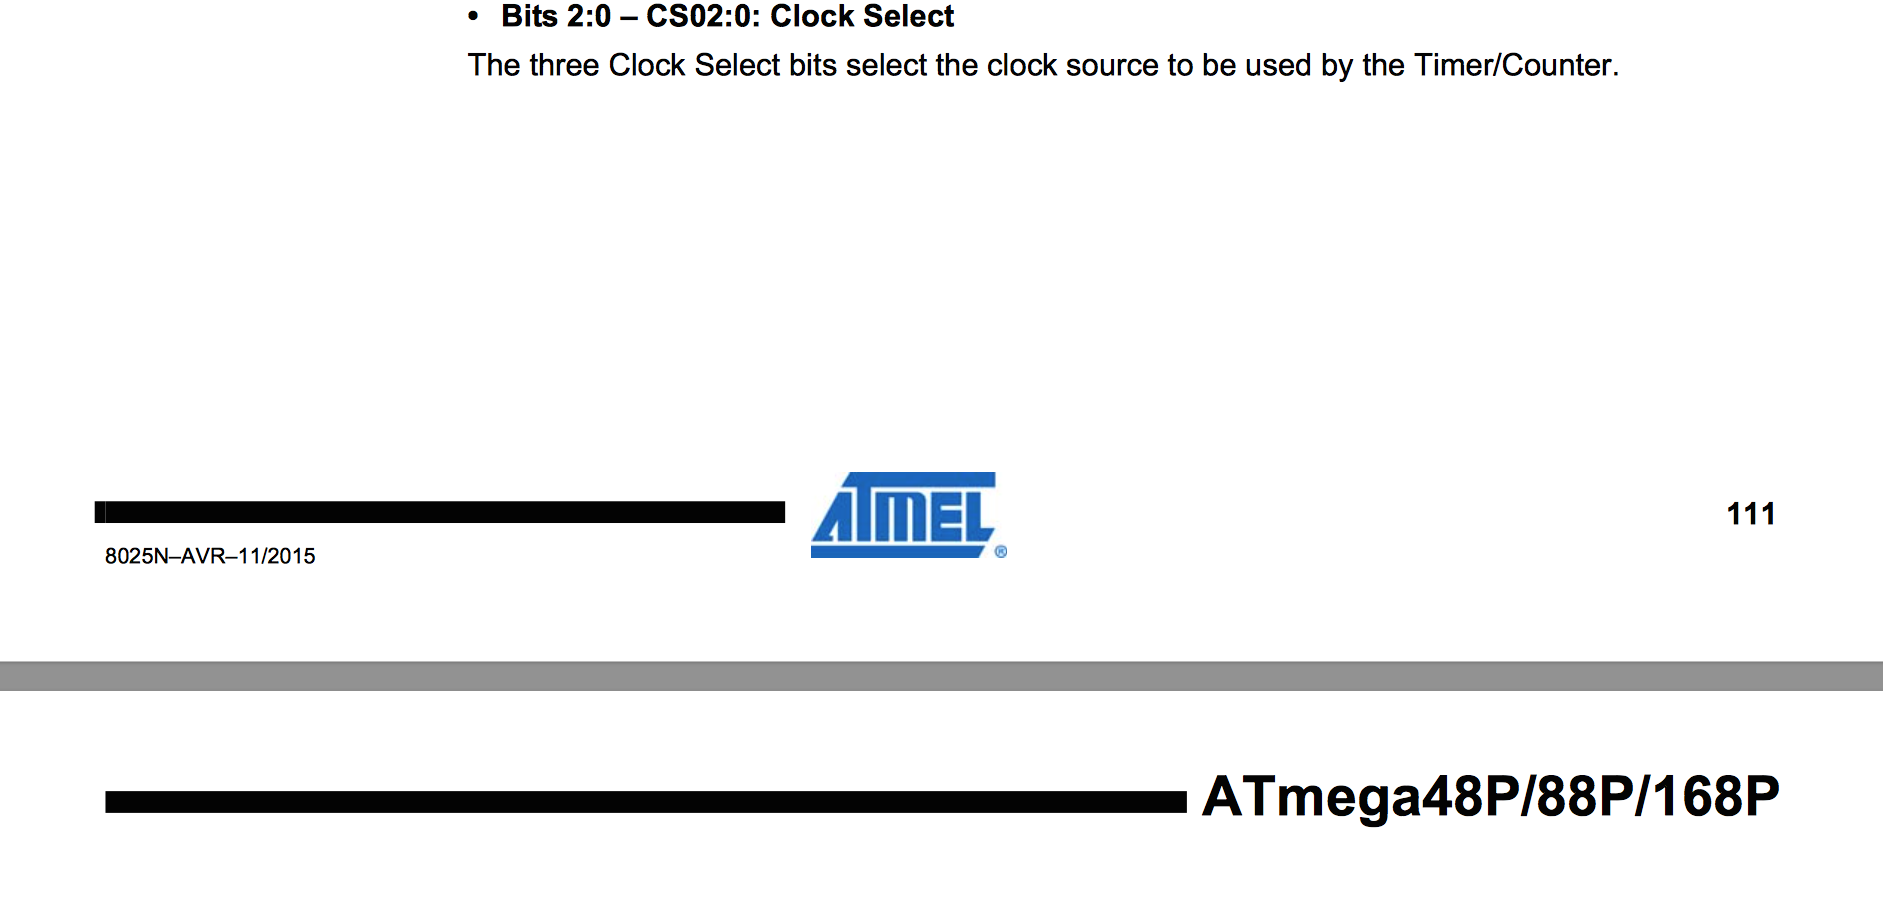 • Bits 2:0 – CS02:0: Clock Select
The three Clock Select bits select the clock source to be used by the Timer/Counter.
ATMEL ®
111
8025N–AVR–11/2015
ATmega48P/88P/168P